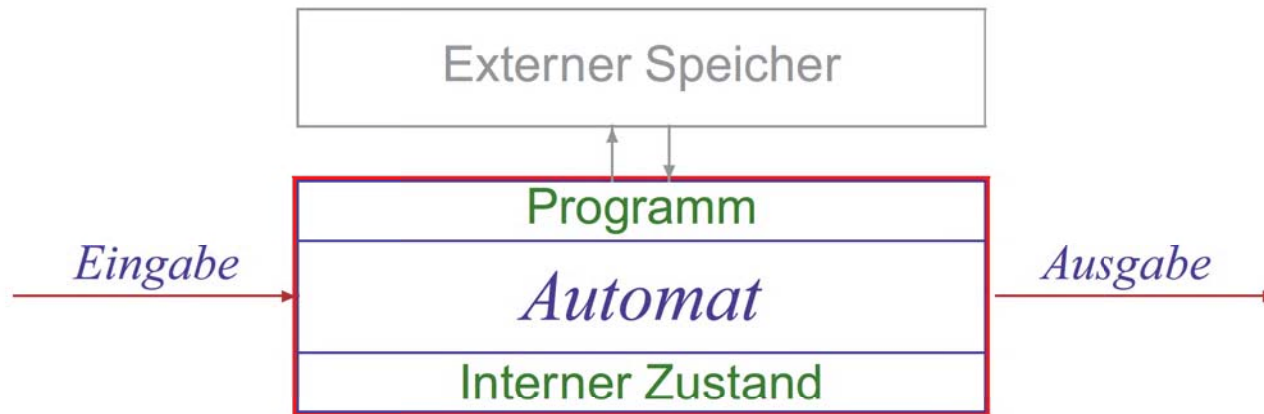 Externer Speicher
Programm
Eingabe
Automat
Ausgabe
Interner Zustand